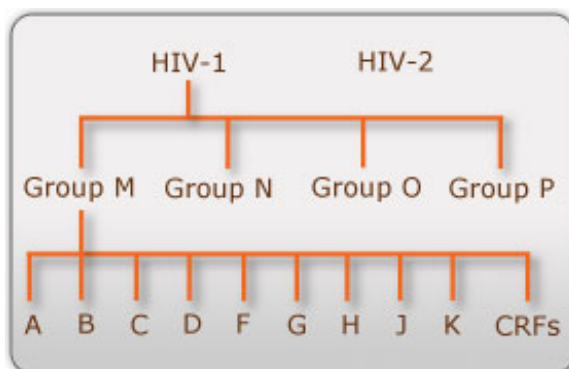 HIV-1 HIV-2
Group M Group N Group O Group P
A B C D F G H J K CRFs